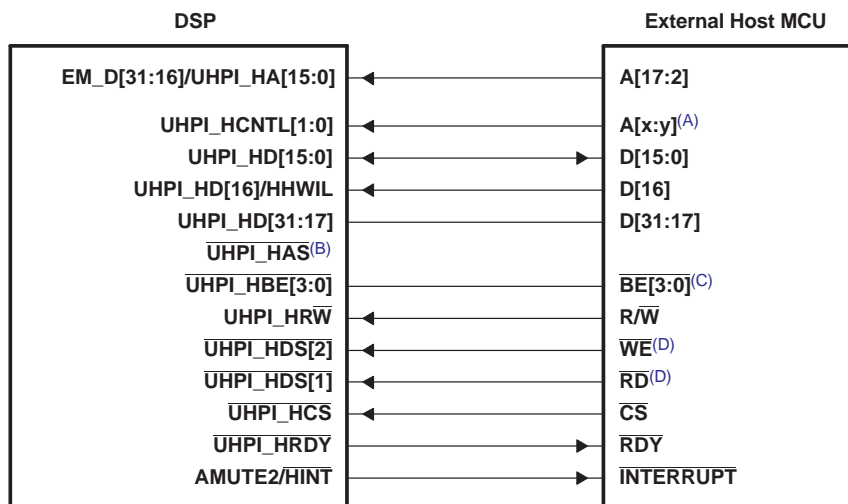 DSP External Host MCU
EM_D[31:16]/UHPI_HA[15:0] A[17:2]
UHPI_HCNTL[1:0] A[x:y](A)
UHPI_HD[15:0] D[15:0]
UHPI_HD[16]/HHWIL D[16]
UHPI_HD[31:17] D[31:17]
UHPI_HAS(B)
UHPI_HBE[3:0] BE[3:0](C)
UHPI_HRW R/W
UHPI_HDS[2] WE(D)
UHPI_HDS[1] RD(D)
UHPI_HCS CS
UHPI_HRDY RDY
AMUTE2/HINT INTERRUPT